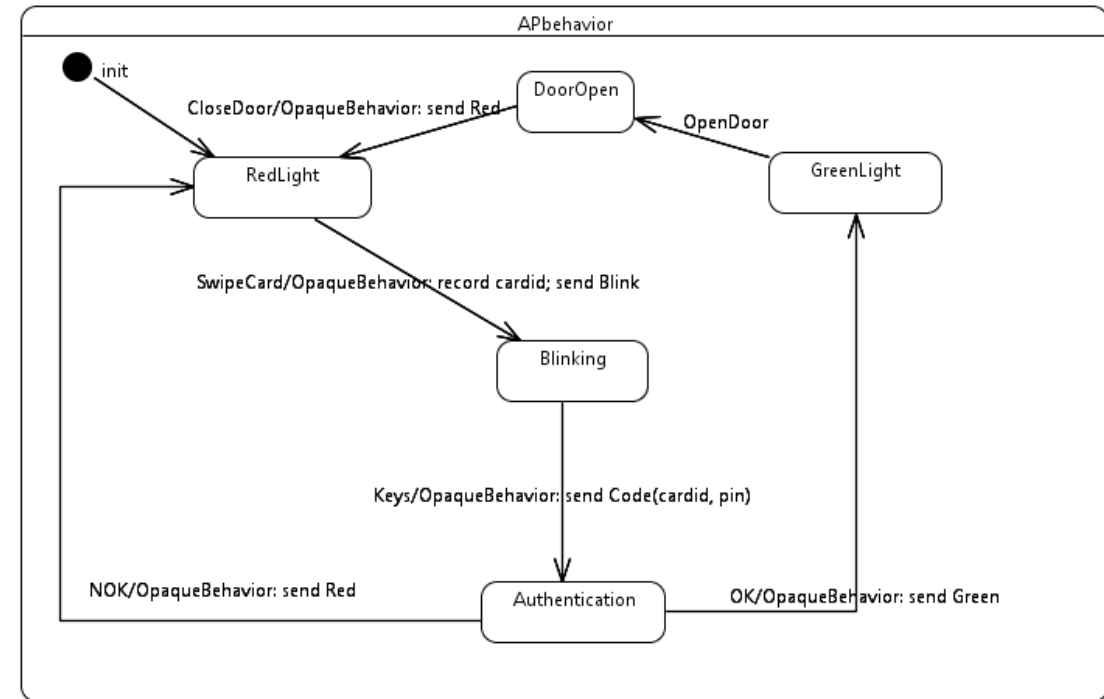 APbehavior
init
DoorOpen
CloseDoor/OpaqueBehavior: send Red
OpenDoor
RedLight
GreenLight
SwipeCard/OpaqueBehavior: record cardid; send Blink
Blinking
Keys/OpaqueBehavior: send Code(cardid, pin)
NOK/OpaqueBehavior: send Red
Authentication
OK/OpaqueBehavior: send Green